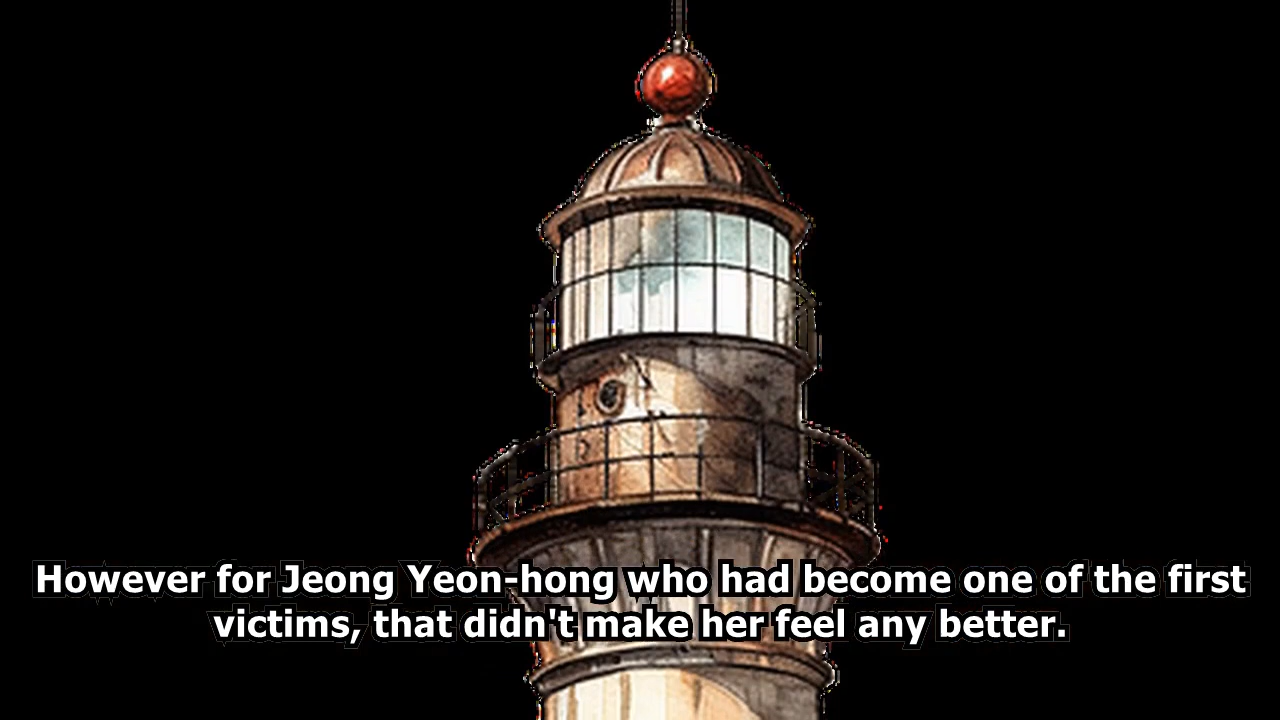 However for Jeong Yeon-hong who had become one of the first
victims, that didn't make her feel any better.